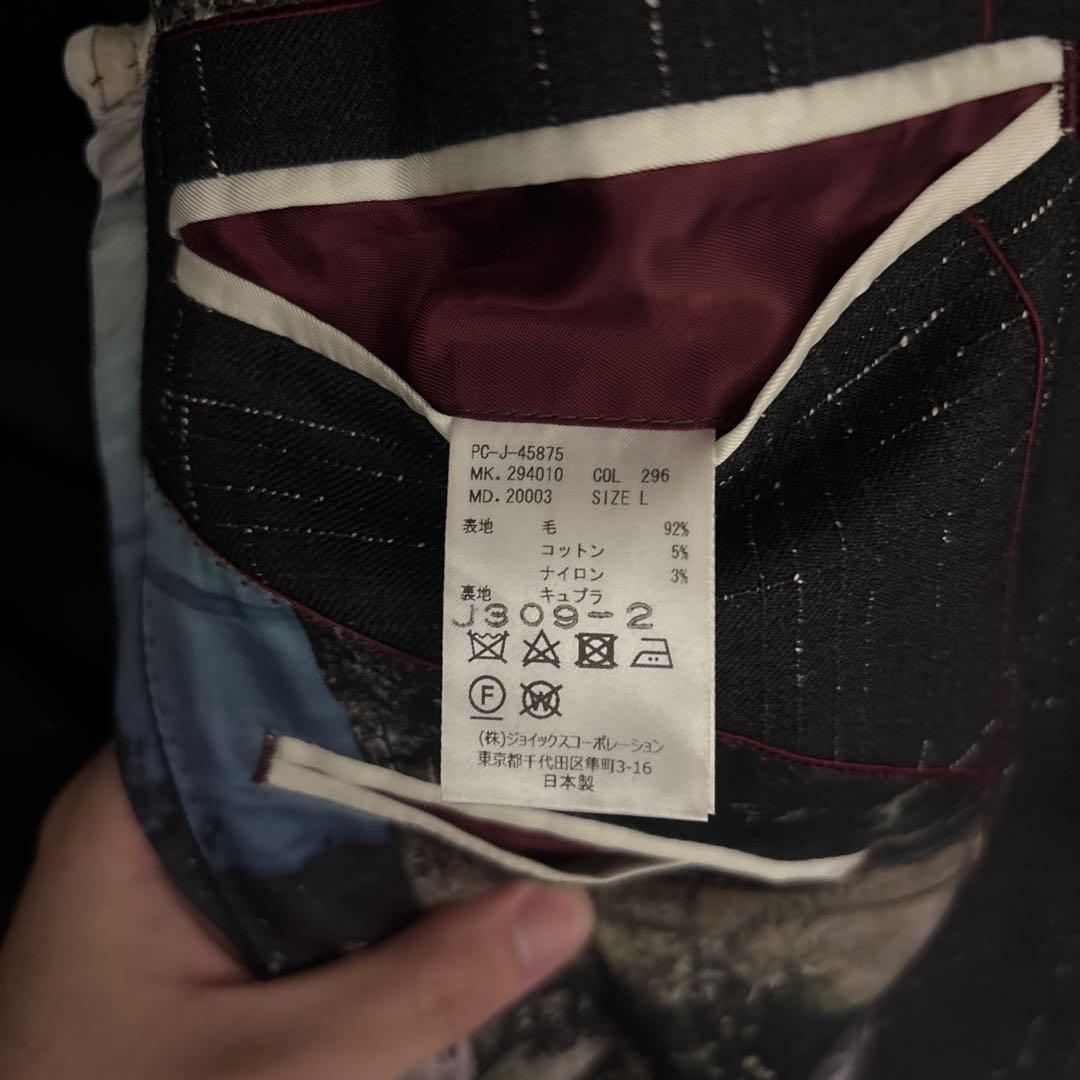 PC-J-45875
MK. 294010 COL 296
MD. 20003 SIZE L
表地 毛 92%
コットン 5%
ナイロン 3%
裏地 キュプラ
J309-2
F W
(株)ジョイックスコーポレーション
東京都千代田区隼町3-16
日本製